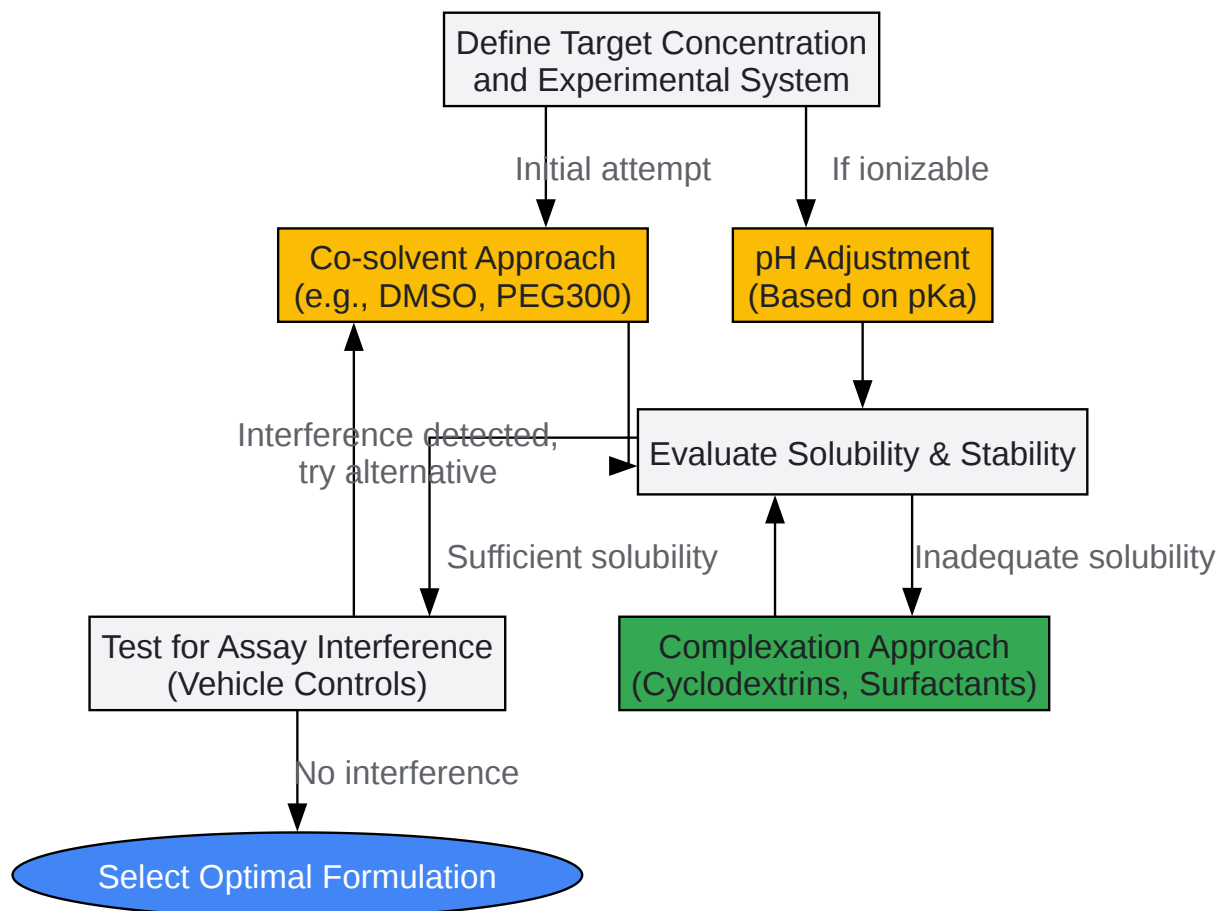 Define Target Concentration
and Experimental System
Initial attempt
If ionizable
Co-solvent Approach
(e.g., DMSO, PEG300)
pH Adjustment
(Based on pKa)
Interference detected,
try alternative
Evaluate Solubility & Stability
Sufficient solubility
Inadequate solubility
Test for Assay Interference
(Vehicle Controls)
Complexation Approach
(Cyclodextrins, Surfactants)
No interference
Select Optimal Formulation